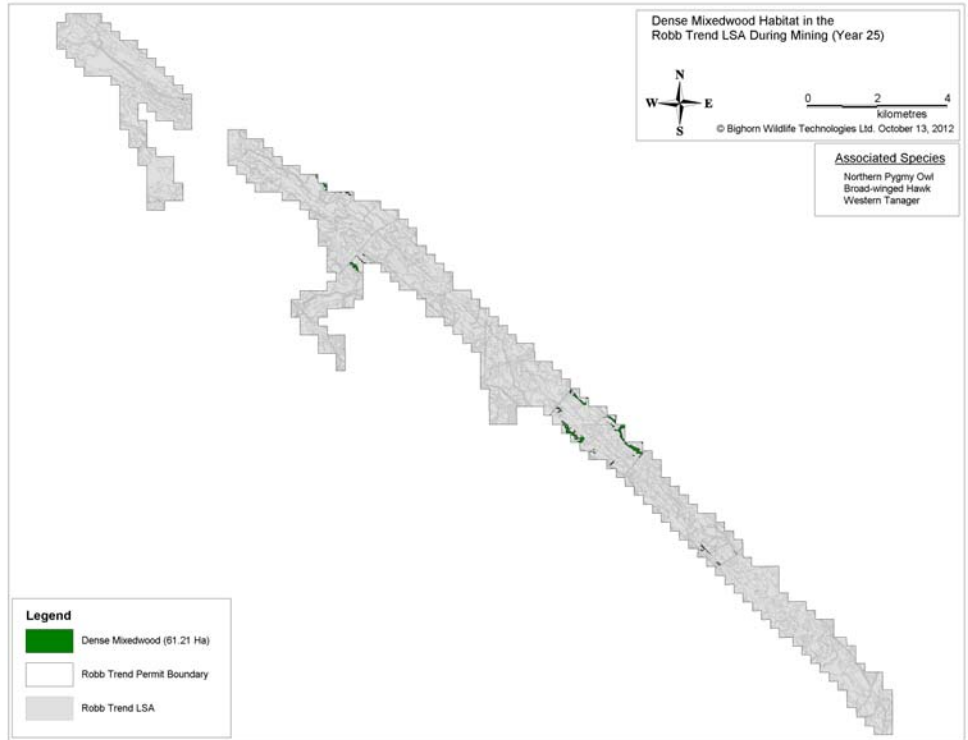 Dense Mixedwood Habitat in the
Robb Trend LSA During Mining (Year 25)
N
W E
S
0 2 4
kilometres
© Bighorn Wildlife Technologies Ltd. October 13, 2012
Associated Species
Northern Pygmy Owl
Broad-winged Hawk
Western Tanager
Legend
Dense Mixedwood (61.21 Ha)
Robb Trend Permit Boundary
Robb Trend LSA